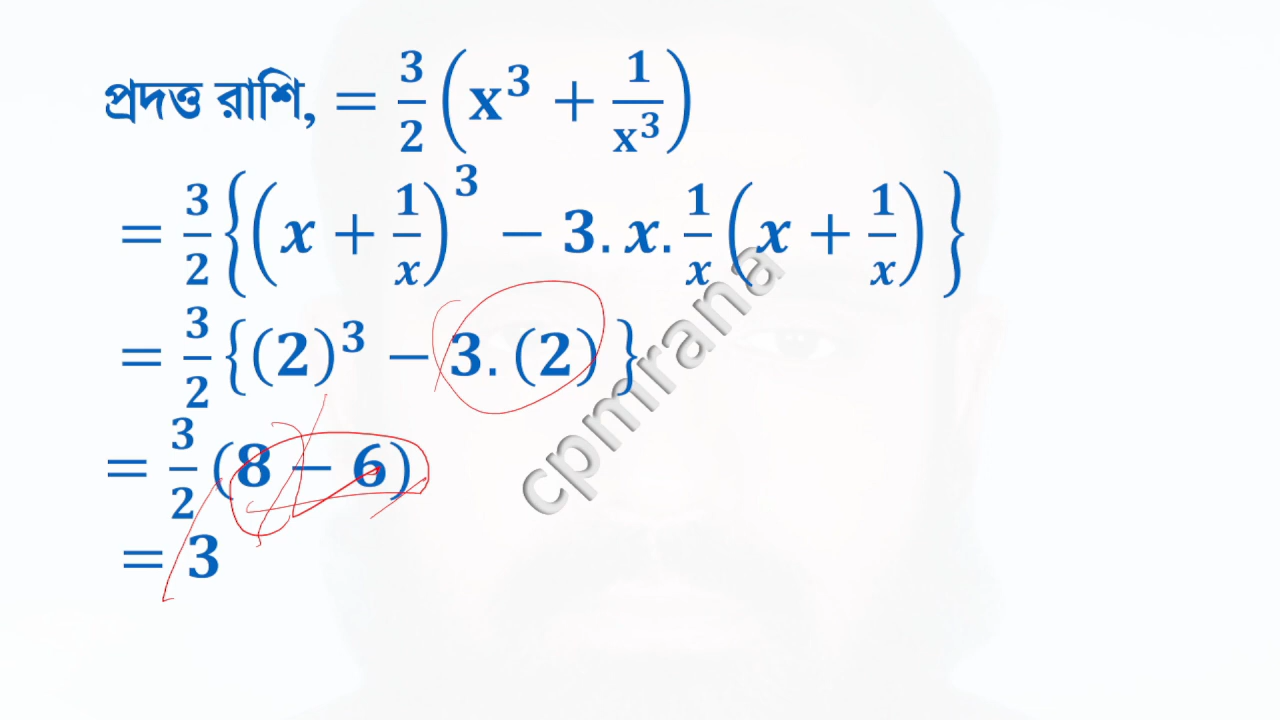 প্রদত্ত রাশি, = 3/2 (x³ + 1/x³)
= 3/2 {(x + 1/x)³ − 3. x. 1/x (x + 1/x)}
= 3/2 {(2)³ − 3. (2) }
= 3/2 (8 − 6)
= 3
cpmrana